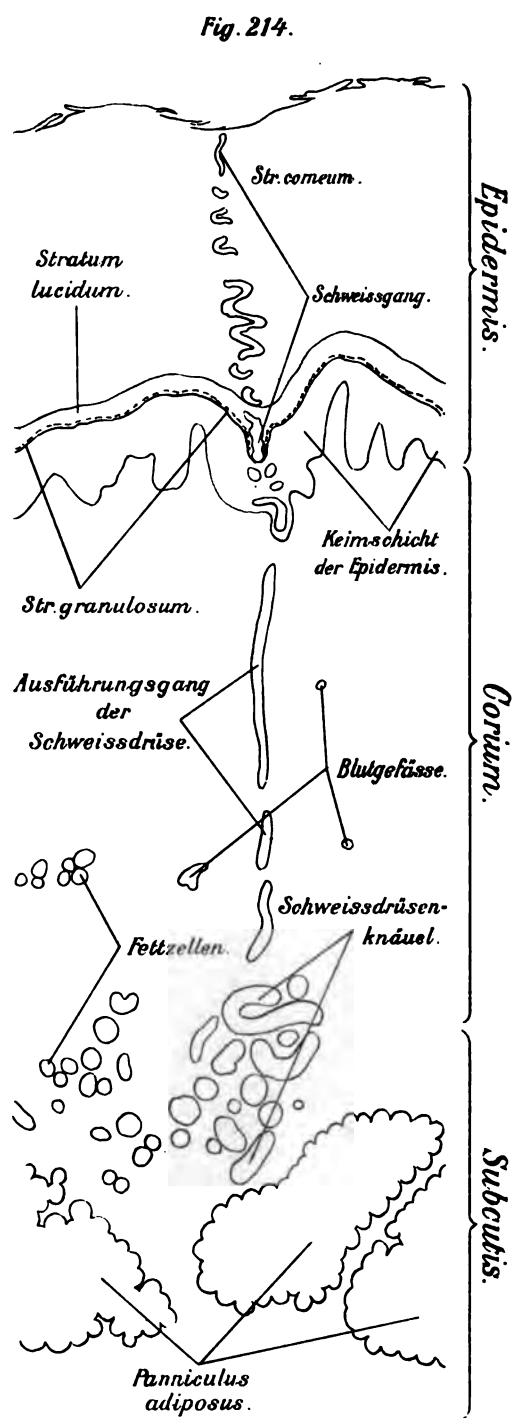 Fig. 214.
Str. corneum.
Epidermis.
Stratum
lucidum.
Schweissgang.
Keimschicht
der Epidermis.
Str. granulosum.
Ausführungsgang
der
Schweissdrüse.
Corium.
Blutgefässe.
Schweissdrüsen-
knäuel.
Fettzellen.
Subcutis.
Panniculus
adiposus.